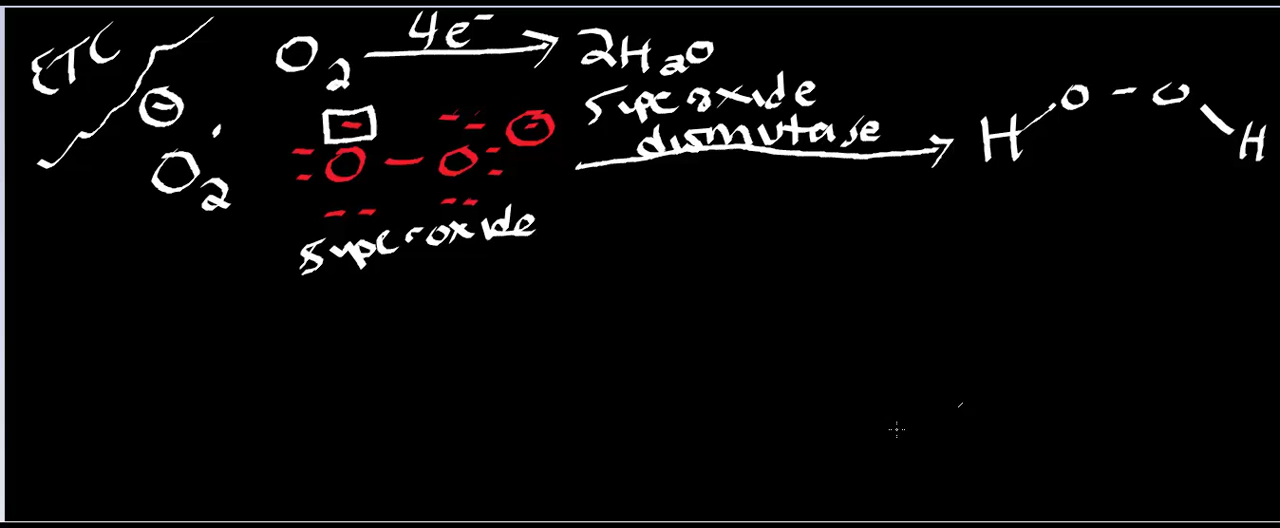 ETC
O₂ 4e⁻ → 2H₂O
⊖
O₂˙
O - O ⊖
superoxide
superoxide
dismutase →
H O - O H